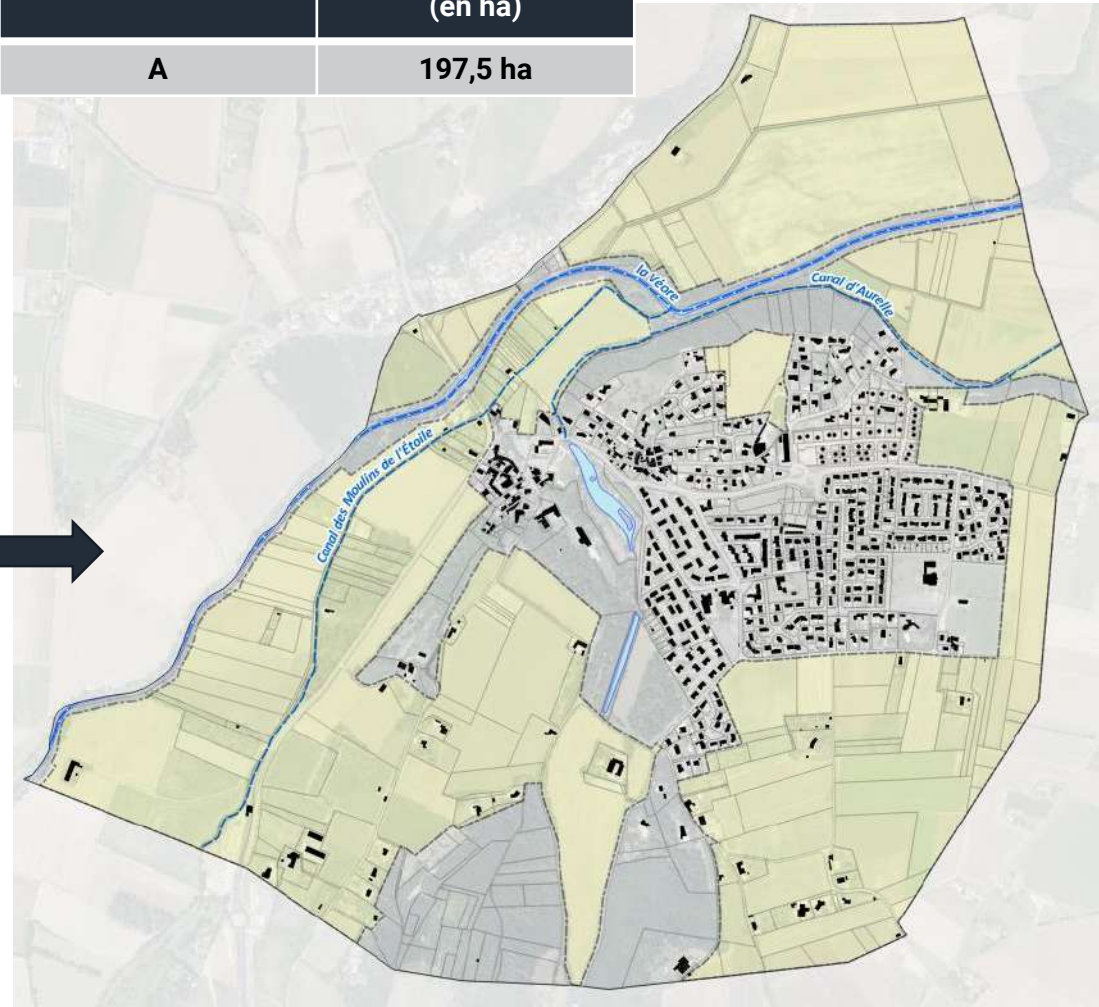 (en ha)
A 197,5 ha
la Véore
Canal d'Aurelle
Canal des Moulins de l'Étoile